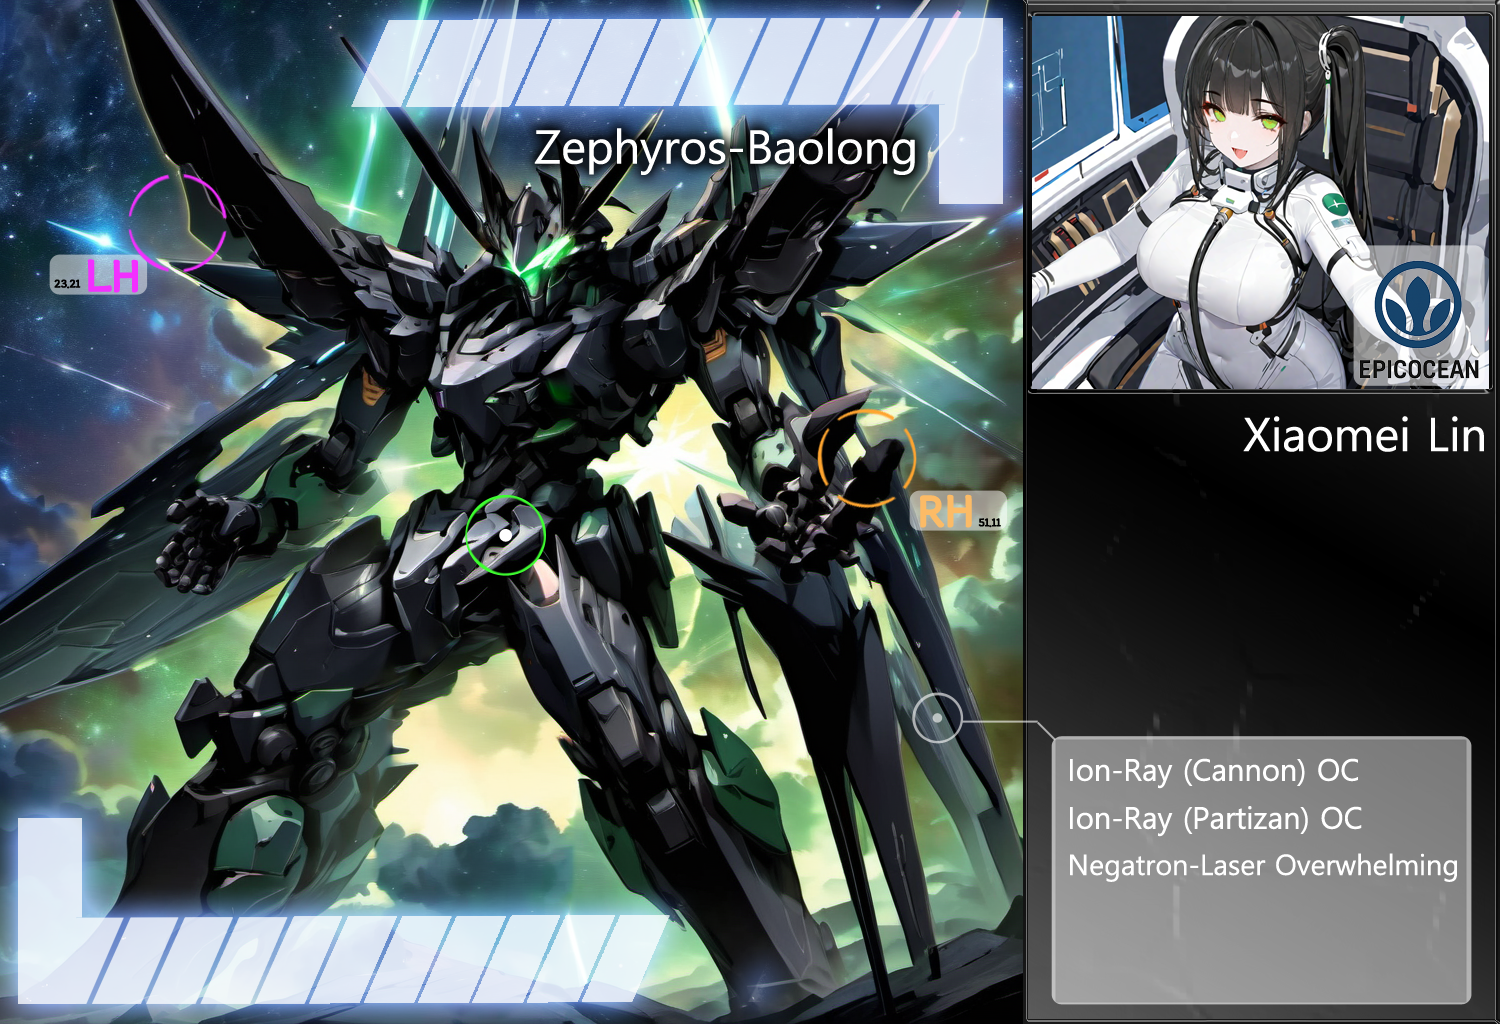 Zephyros-Baolong
23,21 LH
RH 51,11
EPICOCEAN
Xiaomei Lin
Ion-Ray (Cannon) OC
Ion-Ray (Partizan) OC
Negatron-Laser Overwhelming